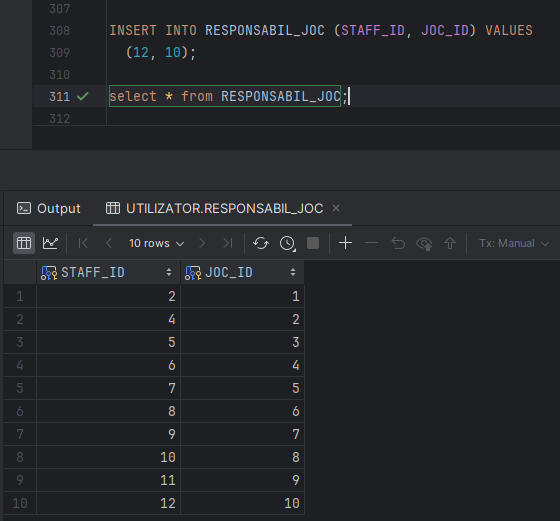 307
308 INSERT INTO RESPONSABIL_JOC (STAFF_ID, JOC_ID) VALUES
309 (12, 10);
310
311 select * from RESPONSABIL_JOC;
312
Output UTILIZATOR.RESPONSABIL_JOC
10 rows Tx: Manual
STAFF_ID JOC_ID
1 2 1
2 4 2
3 5 3
4 6 4
5 7 5
6 8 6
7 9 7
8 10 8
9 11 9
10 12 10